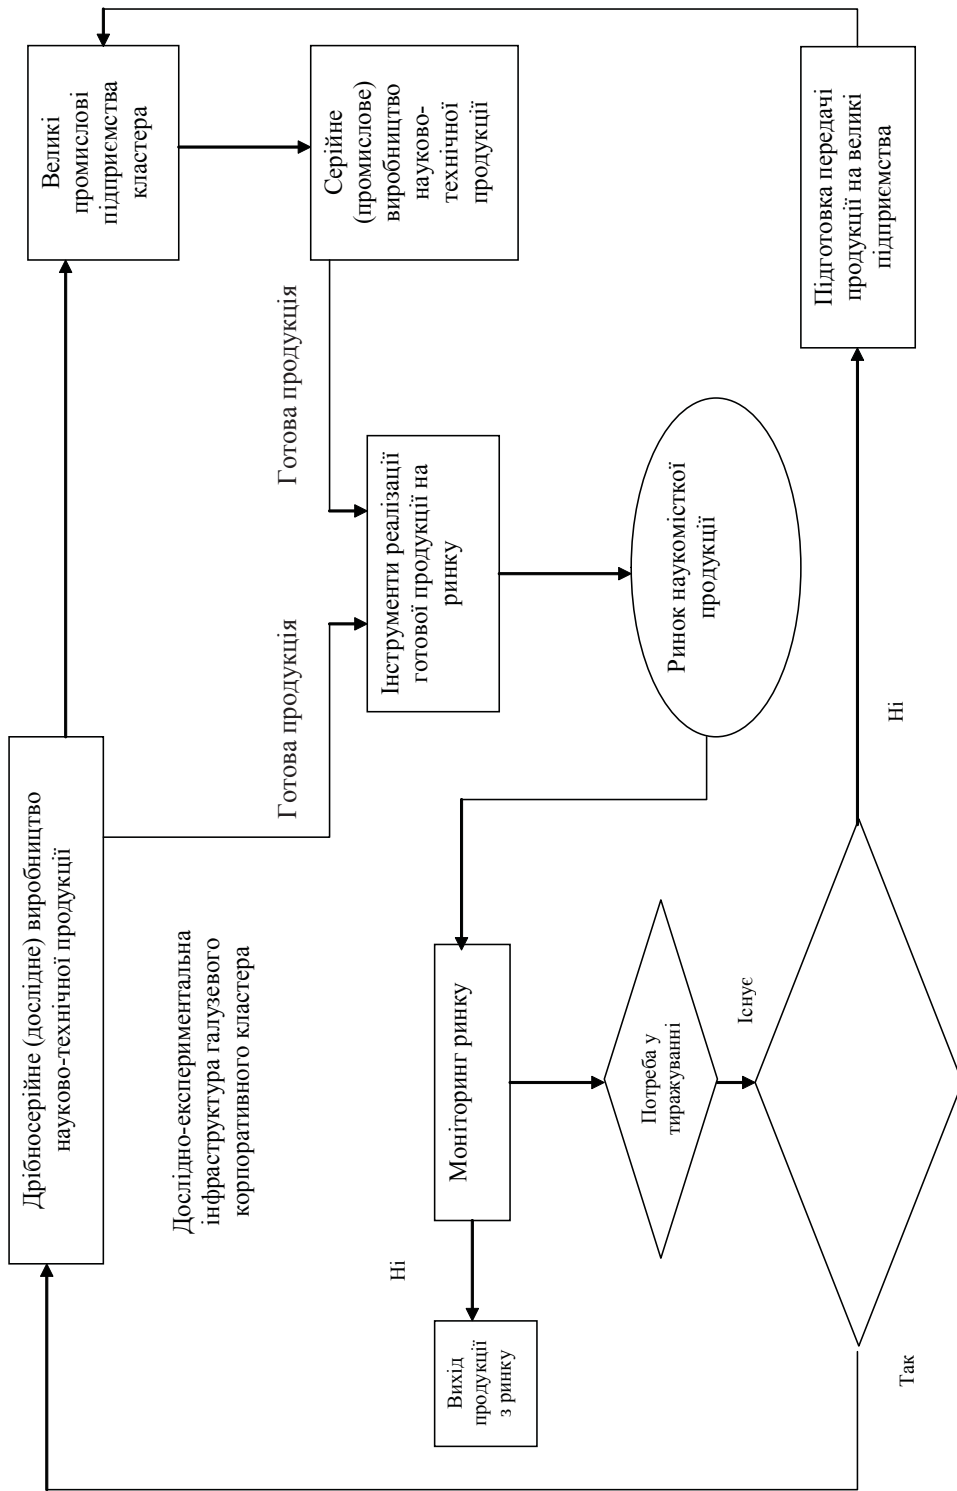 Дрібносерійне (дослідне) виробництво
науково-технічної продукції
Великі
промислові
підприємства
кластера
Дослідно-експериментальна
інфраструктура галузевого
корпоративного кластера
Готова продукція
Готова продукція
Серійне
(промислове)
виробництво
науково-
технічної
продукції
Інструменти реалізації
готової продукції на
ринку
Ні
Моніторинг ринку
Вихід
продукції
з ринку
Ринок наукомісткої
продукції
Потреба у
тиражуванні
Існує
Підготовка передачі
продукції на великі
підприємства
Так
Ні